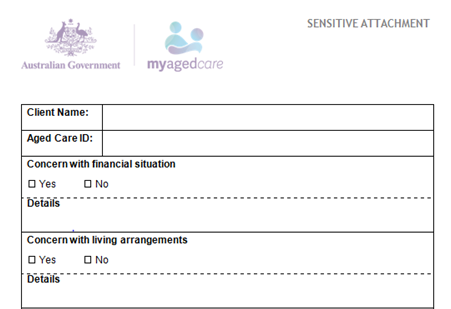 SENSITIVE ATTACHMENT
Australian Government
myagedcare
Client Name:
Aged Care ID:
Concern with financial situation
☐ Yes ☐ No
Details
Concern with living arrangements
☐ Yes ☐ No
Details